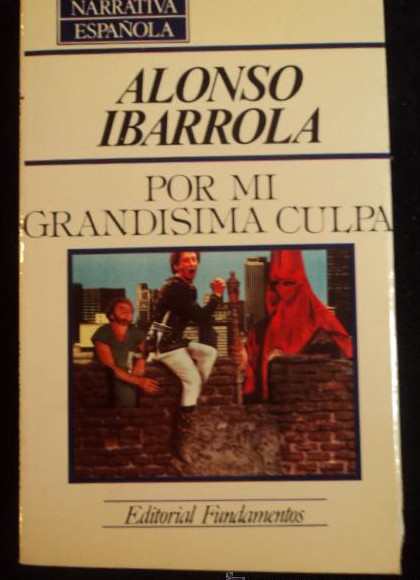 NARRATIVA
ESPAÑOLA
ALONSO
IBARROLA
POR MI
GRANDISIMA CULPA
Editorial Fundamentos